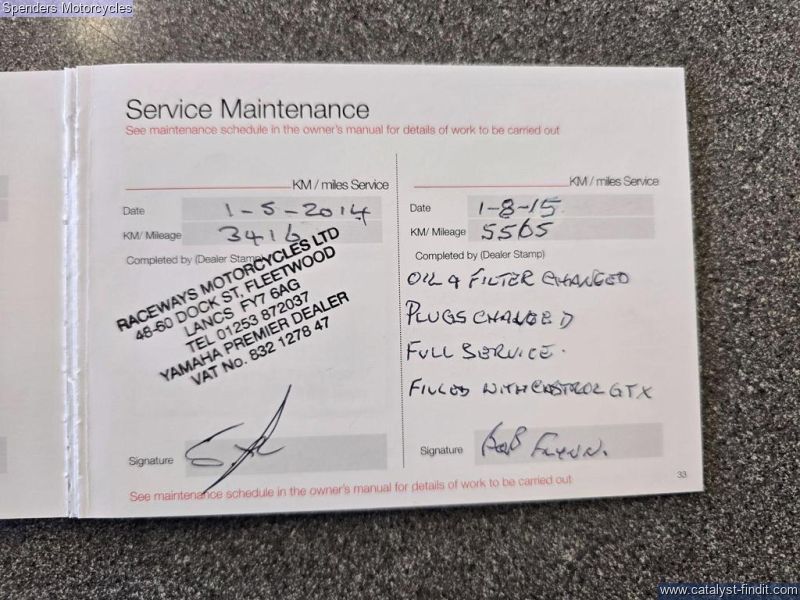 Spenders Motorcycles
Service Maintenance
See maintenance schedule in the owner's manual for details of work to be carried out
KM / miles Service
Date 1-5-2014
KM/ Mileage 3416
Completed by (Dealer Stamp)
RACEWAYS MOTORCYCLES LTD
48-60 DOCK ST, FLEETWOOD
LANCS FY7 6AG
TEL 01253 872037
YAMAHA PREMIER DEALER
VAT No. 832 1278 47
Signature
KM/ miles Service
Date 1-8-15
KM/ Mileage 5565
Completed by (Dealer Stamp)
OIL & FILTER CHANGED
PLUGS CHANGED
FULL SERVICE.
FILLED WITH CASTROL GTX
Signature Bob Flynn.
33
See maintenance schedule in the owner's manual for details of work to be carried out
www.catalyst-findit.com